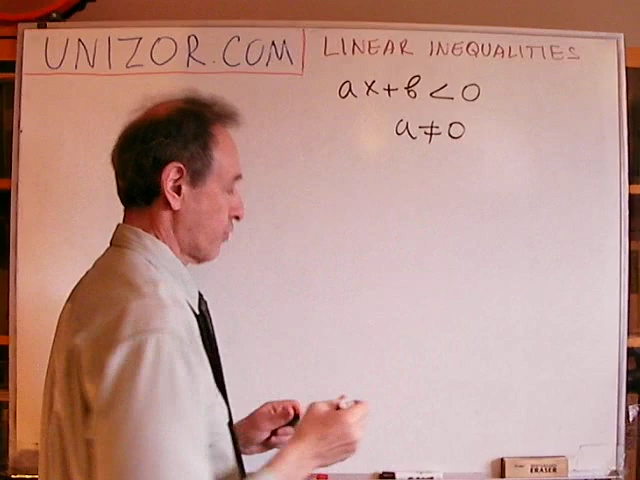 UNIZOR.COM
LINEAR INEQUALITIES
ax+b<0
a≠0
ERASER